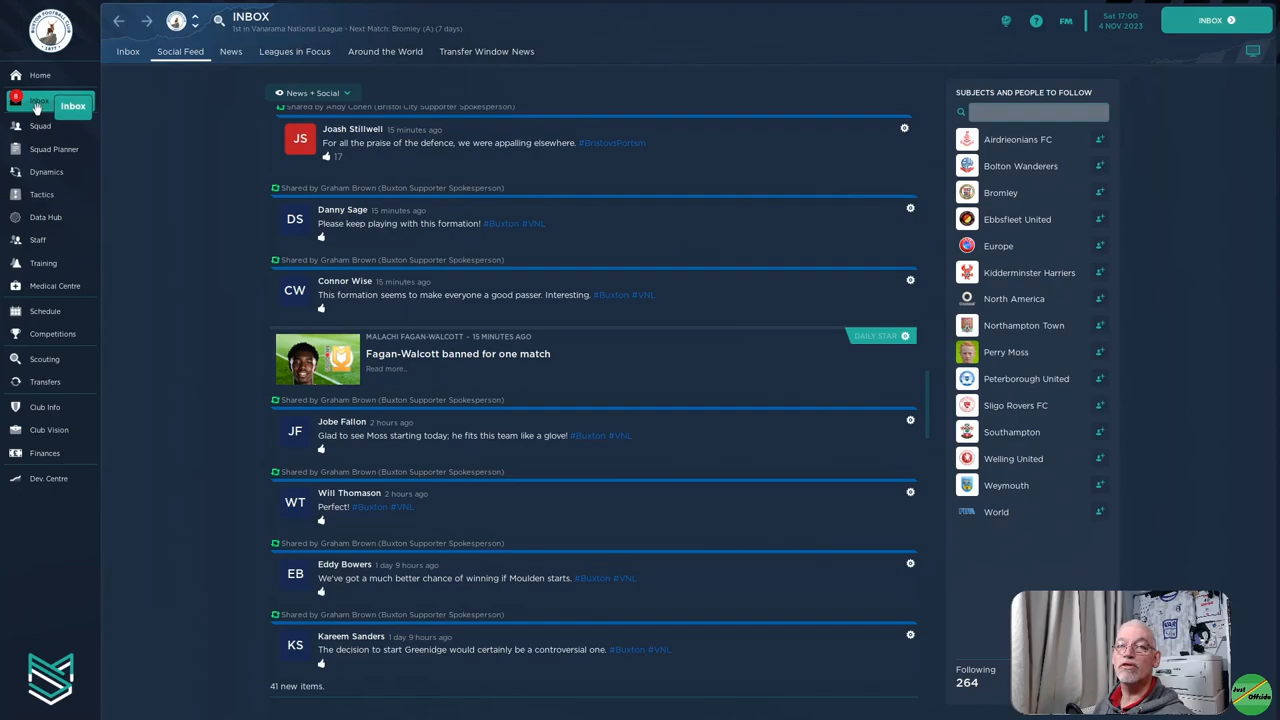 INBOX
1st in Vanarama National League - Next Match: Bromley (A) (7 days)
FM
Sat 17:00
4 NOV 2023
INBOX
Inbox
Social Feed
News
Leagues in Focus
Around the World
Transfer Window News
Home
8
Inbox
Inbox
Squad
Squad Planner
Dynamics
Tactics
Data Hub
Staff
Training
Medical Centre
Schedule
Competitions
Scouting
Transfers
Club Info
Club Vision
Finances
Dev. Centre
News + Social
Shared by Andy Cohen (Bristol City Supporter Spokesperson)
JS
Joash Stillwell 15 minutes ago
For all the praise of the defence, we were appalling elsewhere. #BristovsPortsm
17
Shared by Graham Brown (Buxton Supporter Spokesperson)
DS
Danny Sage 15 minutes ago
Please keep playing with this formation! #Buxton #VNL
Shared by Graham Brown (Buxton Supporter Spokesperson)
CW
Connor Wise 15 minutes ago
This formation seems to make everyone a good passer. Interesting. #Buxton #VNL
MALACHI FAGAN-WALCOTT - 15 MINUTES AGO
DAILY STAR
Fagan-Walcott banned for one match
Read more...
Shared by Graham Brown (Buxton Supporter Spokesperson)
JF
Jobe Fallon 2 hours ago
Glad to see Moss starting today; he fits this team like a glove! #Buxton #VNL
Shared by Graham Brown (Buxton Supporter Spokesperson)
WT
Will Thomason 2 hours ago
Perfect! #Buxton #VNL
Shared by Graham Brown (Buxton Supporter Spokesperson)
EB
Eddy Bowers 1 day 9 hours ago
We've got a much better chance of winning if Moulden starts. #Buxton #VNL
Shared by Graham Brown (Buxton Supporter Spokesperson)
KS
Kareem Sanders 1 day 9 hours ago
The decision to start Greenidge would certainly be a controversial one. #Buxton #VNL
41 new items.
SUBJECTS AND PEOPLE TO FOLLOW
Airdrieonians FC
Bolton Wanderers
Bromley
Ebbsfleet United
Europe
Kidderminster Harriers
North America
Northampton Town
Perry Moss
Peterborough United
Sligo Rovers FC
Southampton
Welling United
Weymouth
FIFA
World
Following
264
Just
Offside